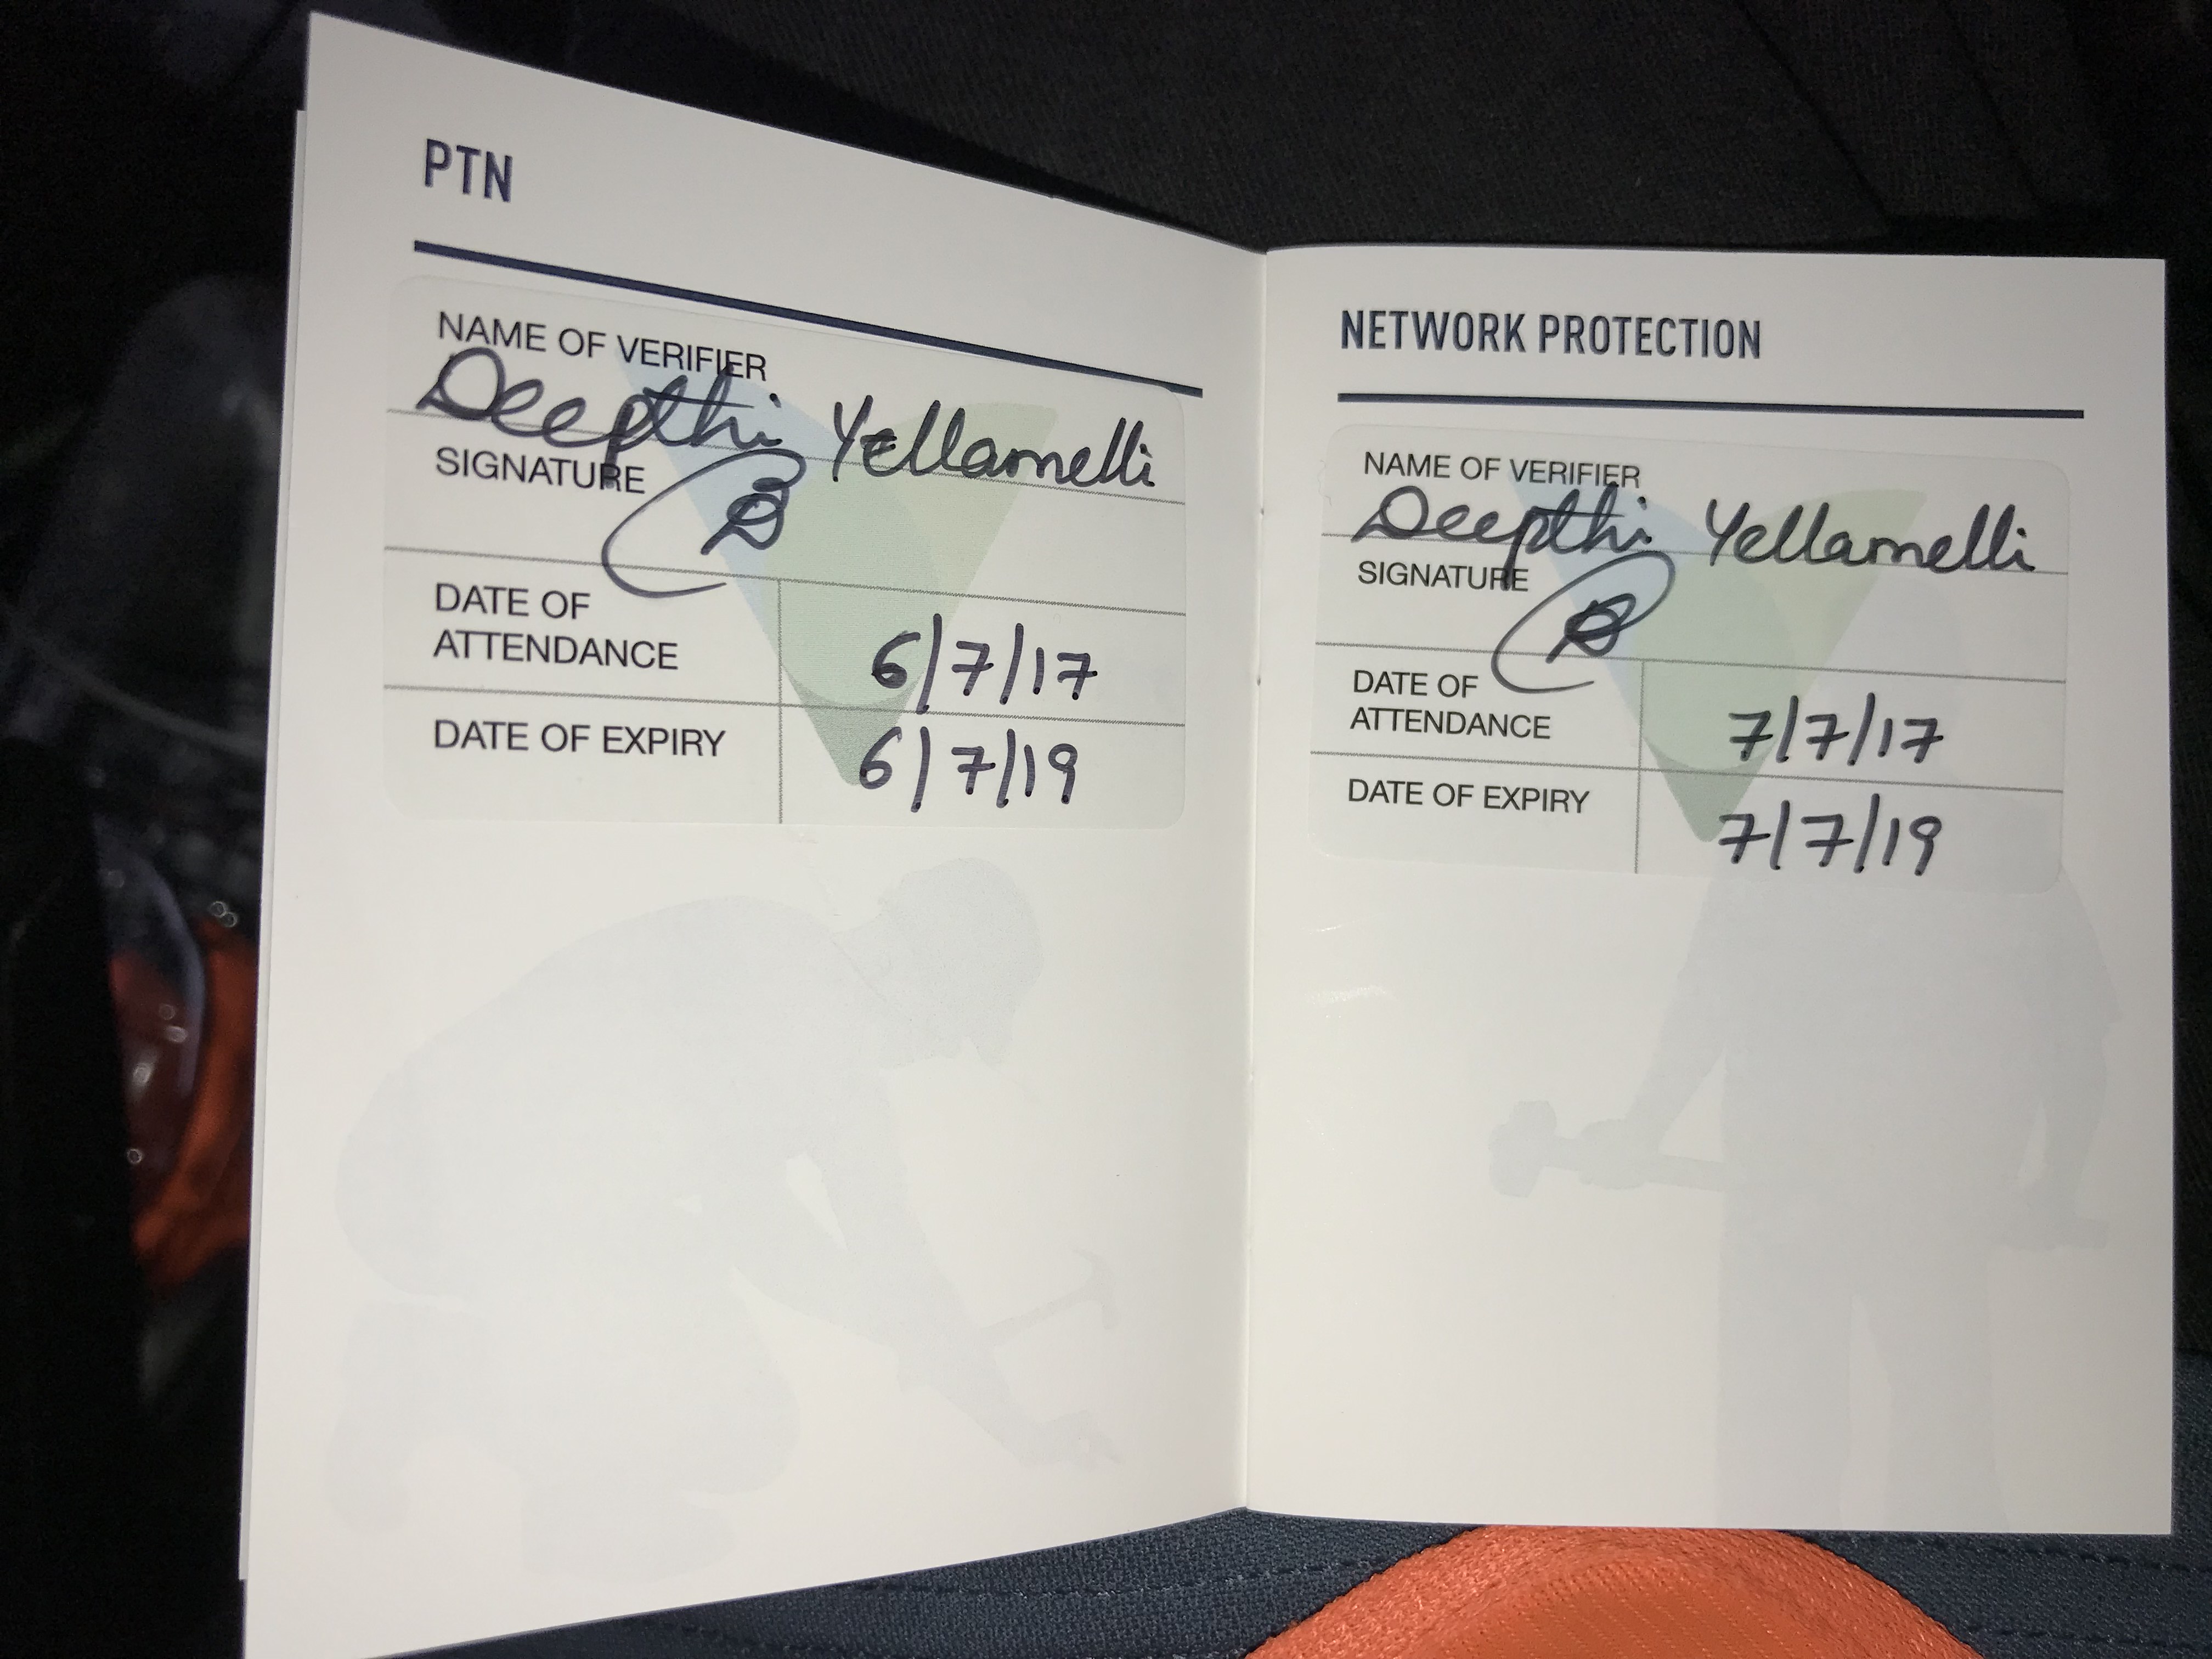 PTN
NAME OF VERIFIER
Deepthi Yellamelli
SIGNATURE
DATE OF
ATTENDANCE
6/7/17
DATE OF EXPIRY
6/7/19
NETWORK PROTECTION
NAME OF VERIFIER
Deepthi Yellamelli
SIGNATURE
DATE OF
ATTENDANCE
7/7/17
DATE OF EXPIRY
7/7/19